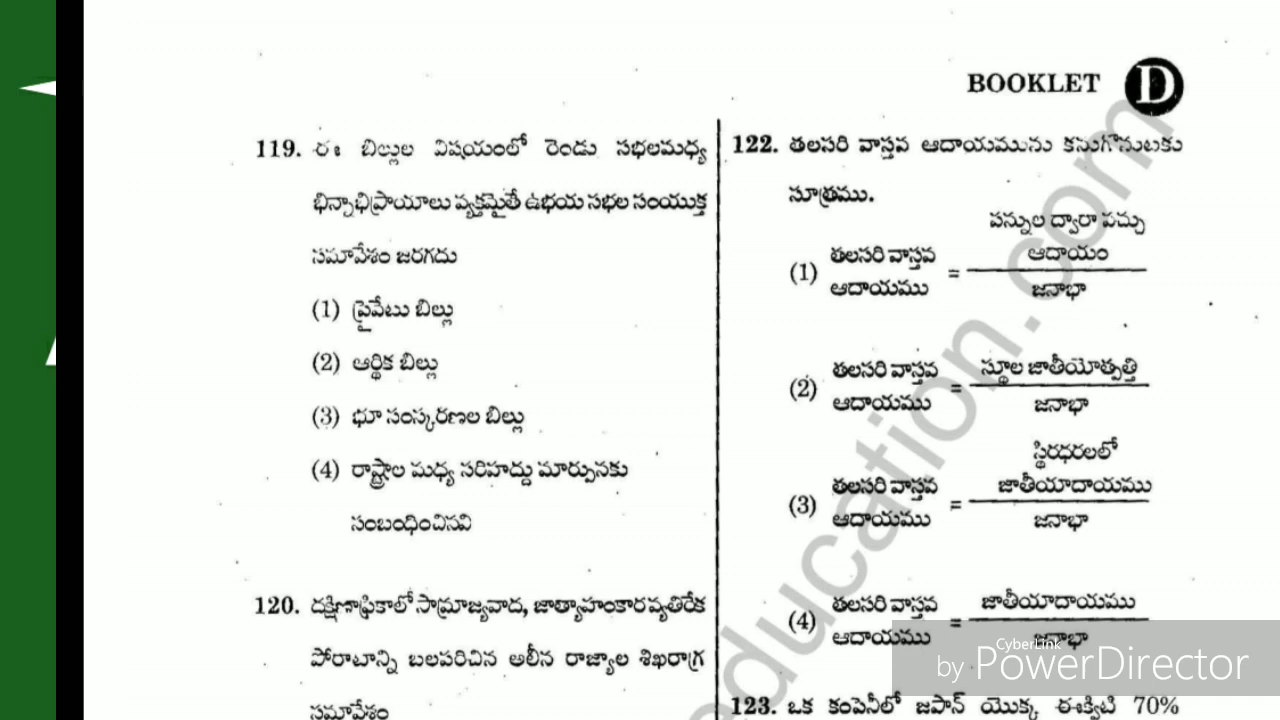 BOOKLET D
119. ఈ బిల్లుల విషయంలో రెండు సభలమధ్య
భిన్నాభిప్రాయాలు వ్యక్తమైతే ఉభయ సభల సంయుక్త
సమావేశం జరగదు
(1) ప్రైవేటు బిల్లు
(2) ఆర్థిక బిల్లు
(3) భూ సంస్కరణల బిల్లు
(4) రాష్ట్రాల మధ్య సరిహద్దు మార్పునకు
సంబంధించినవి
120. దక్షిణాఫ్రికాలో సామ్రాజ్యవాద, జాత్యాహంకార వ్యతిరేక
పోరాటాన్ని బలపరిచిన అలీన రాజ్యాల శిఖరాగ్ర
సమావేశం
122. తలసరి వాస్తవ ఆదాయమును కనుగొనుటకు
సూత్రము.
పన్నుల ద్వారా వచ్చు
(1) తలసరి వాస్తవ ఆదాయము = ఆదాయం
జనాభా
(2) తలసరి వాస్తవ ఆదాయము = స్థూల జాతీయోత్పత్తి
జనాభా
స్థిరధరలలో
(3) తలసరి వాస్తవ ఆదాయము = జాతీయాదాయము
జనాభా
(4) తలసరి వాస్తవ ఆదాయము = జాతీయాదాయము
జనాభా
123. ఒక కంపెనీలో జపాన్ యొక్క ఈక్విటి 70%
education.com
CyberLink
by PowerDirector